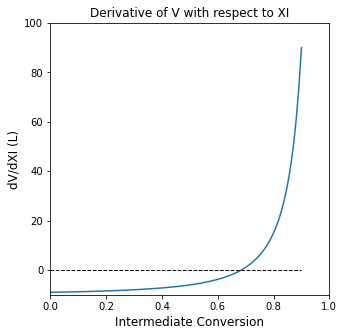 Derivative of V with respect to XI
dV/dXI (L)
100
80
60
40
20
0
0.0 0.2 0.4 0.6 0.8 1.0
Intermediate Conversion